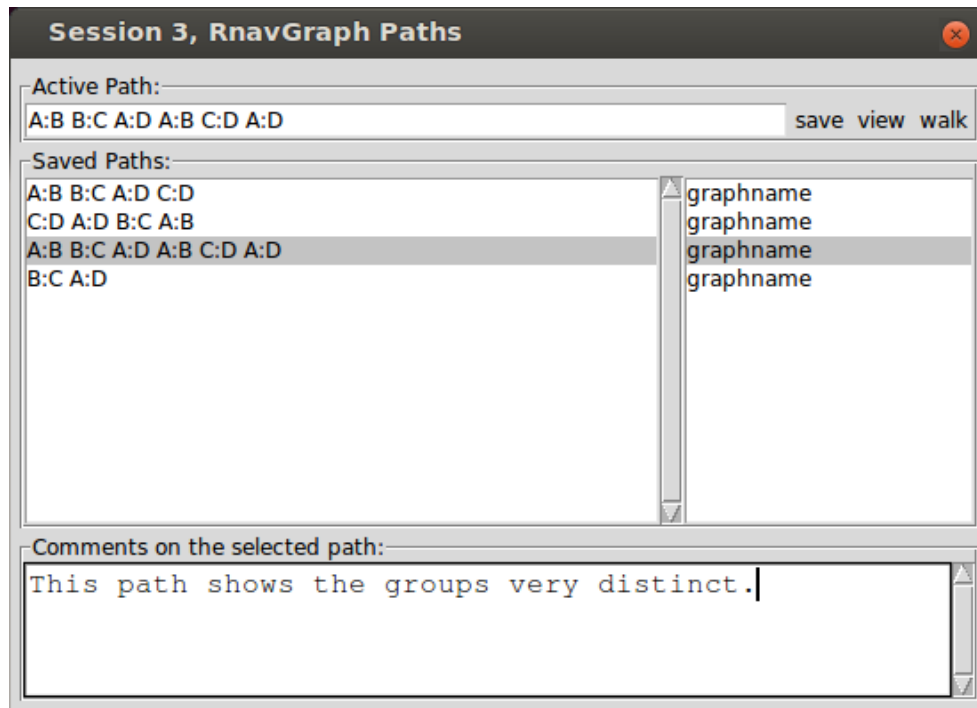 Session 3, RnavGraph Paths
Active Path:
A:B B:C A:D A:B C:D A:D save view walk
Saved Paths:
A:B B:C A:D C:D graphname
C:D A:D B:C A:B graphname
A:B B:C A:D A:B C:D A:D graphname
B:C A:D graphname
Comments on the selected path:
This path shows the groups very distinct.